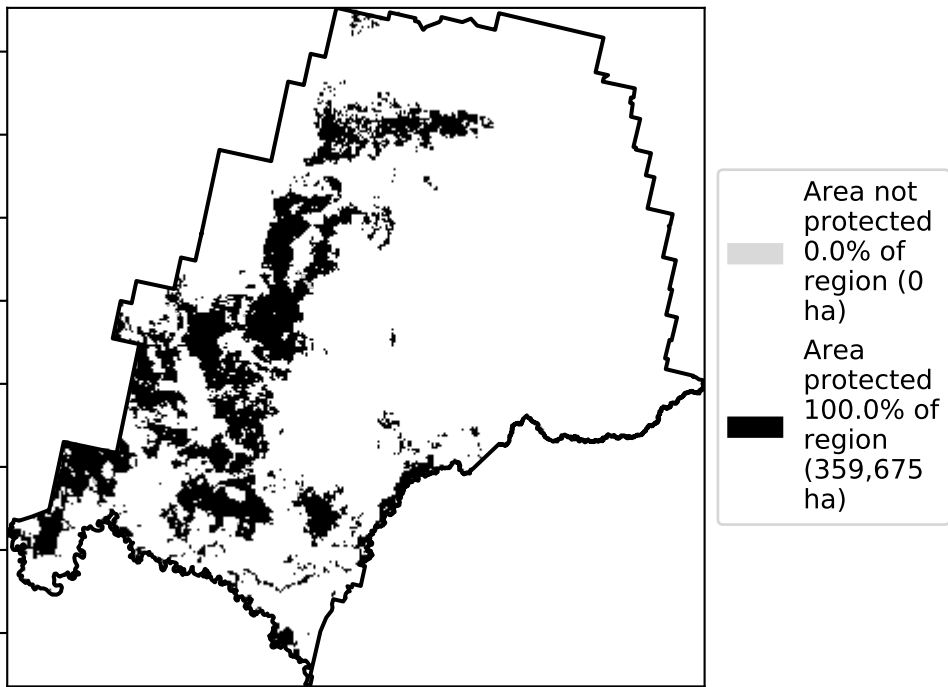 Area not
protected
0.0% of
region (0
ha)
Area
protected
100.0% of
region
(359,675
ha)